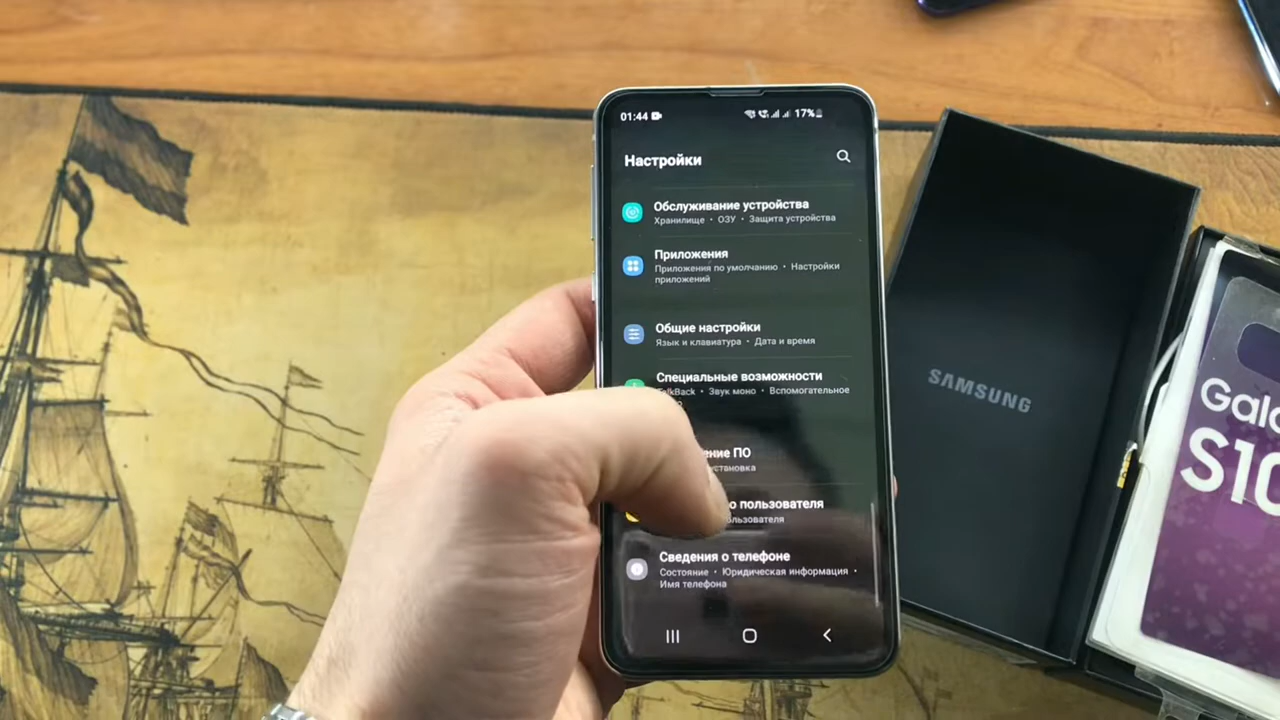 01:44 17%
Настройки
Обслуживание устройства
Хранилище • ОЗУ • Защита устройства
Приложения
Приложения по умолчанию • Настройки
приложений
Общие настройки
Язык и клавиатура • Дата и время
Специальные возможности
TalkBack • Звук моно • Вспомогательное
ПО
о пользователя
Сведения о телефоне
Состояние • Юридическая информация •
Имя телефона
SAMSUNG
S10